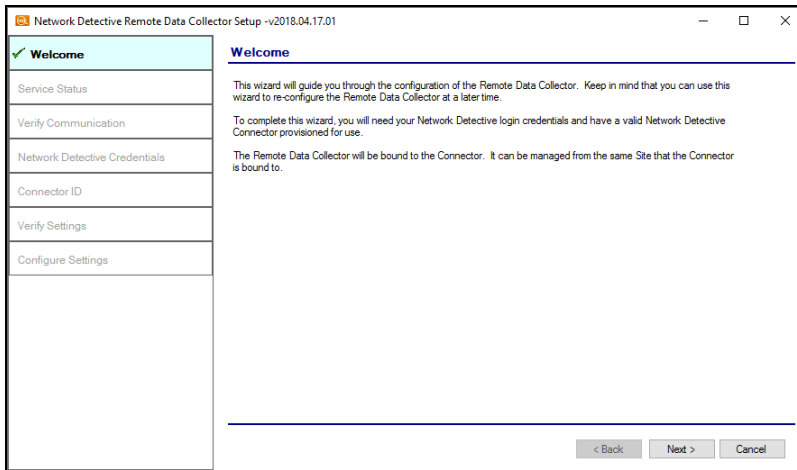 Network Detective Remote Data Collector Setup -v2018.04.17.01
Welcome
Service Status
Verify Communication
Network Detective Credentials
Connector ID
Verify Settings
Configure Settings
Welcome
This wizard will guide you through the configuration of the Remote Data Collector. Keep in mind that you can use this
wizard to re-configure the Remote Data Collector at a later time.
To complete this wizard, you will need your Network Detective login credentials and have a valid Network Detective
Connector provisioned for use.
The Remote Data Collector will be bound to the Connector. It can be managed from the same Site that the Connector
is bound to.
< Back
Next >
Cancel